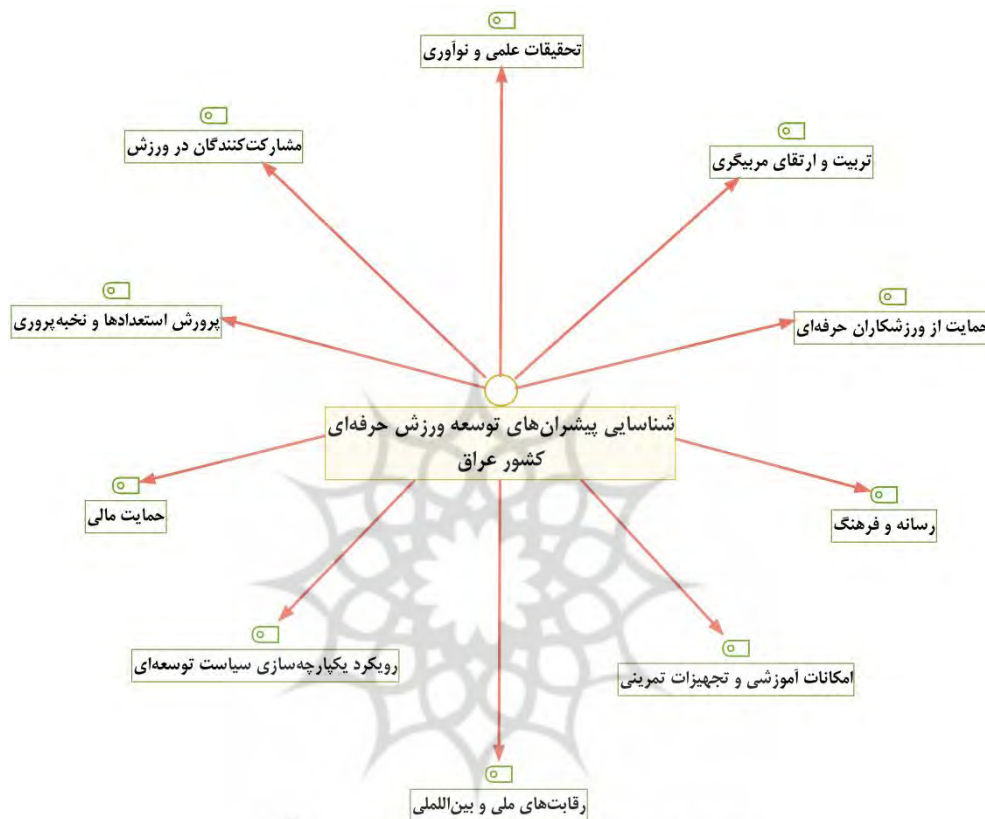 تحقیقات علمی و نوآوری
مشارکت‌کنندگان در ورزش
تربیت و ارتقای مربیگری
پرورش استعدادها و نخبه‌پروری
حمایت از ورزشکاران حرفه‌ای
شناسایی پیشران‌های توسعه ورزش حرفه‌ای
کشور عراق
حمایت مالی
رسانه و فرهنگ
رویکرد یکپارچه‌سازی سیاست توسعه‌ای
امکانات آموزشی و تجهیزات تمرینی
رقابت‌های ملی و بین‌اللملی